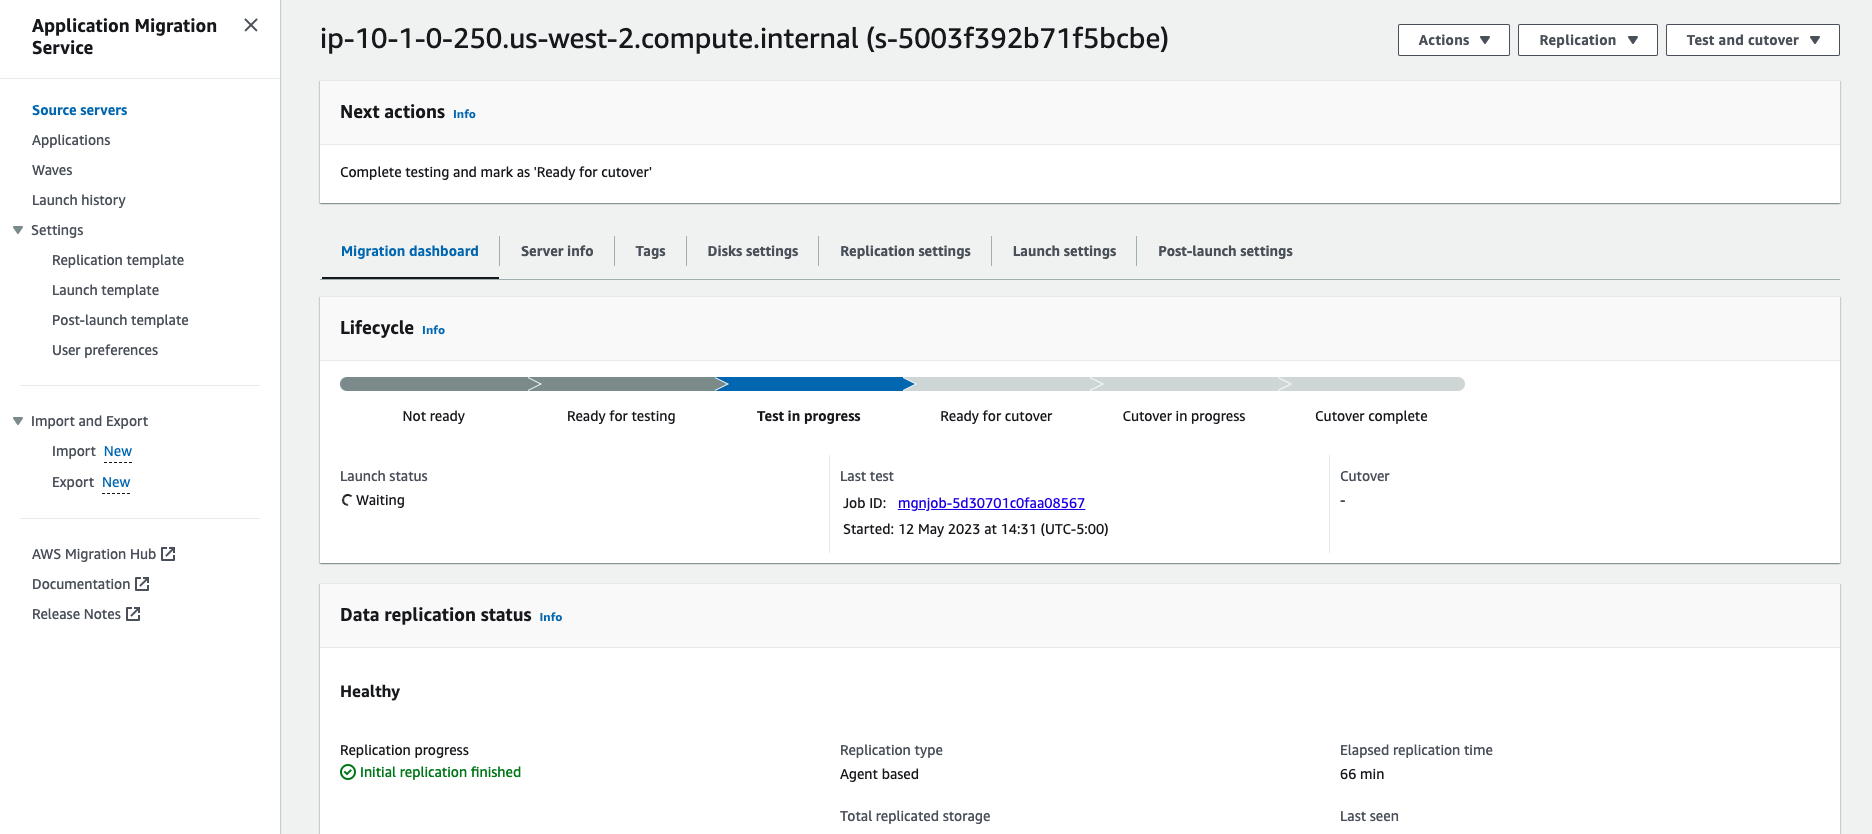 Application Migration
Service
Source servers
Applications
Waves
Launch history
Settings
Replication template
Launch template
Post-launch template
User preferences
Import and Export
Import New
Export New
AWS Migration Hub
Documentation
Release Notes
ip-10-1-0-250.us-west-2.compute.internal (s-5003f392b71f5bcbe)
Actions
Replication
Test and cutover
Next actions Info
Complete testing and mark as 'Ready for cutover'
Migration dashboard
Server info
Tags
Disks settings
Replication settings
Launch settings
Post-launch settings
Lifecycle Info
Not ready
Ready for testing
Test in progress
Ready for cutover
Cutover in progress
Cutover complete
Launch status
Waiting
Last test
Job ID: mgnjob-5d30701c0faa08567
Started: 12 May 2023 at 14:31 (UTC-5:00)
Cutover
-
Data replication status Info
Healthy
Replication progress
Initial replication finished
Replication type
Agent based
Elapsed replication time
66 min
Total replicated storage
Last seen